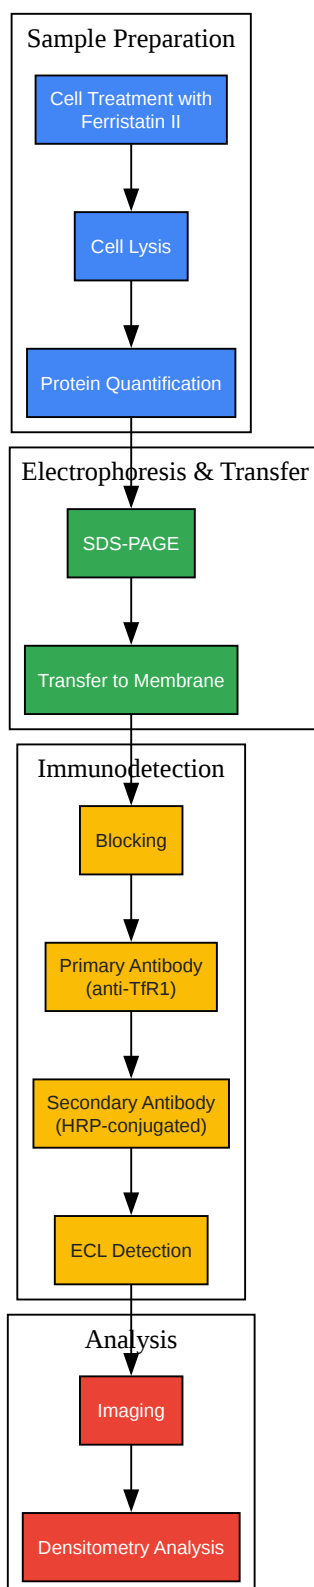 Sample Preparation
Cell Treatment with
Ferristatin II
Cell Lysis
Protein Quantification
Electrophoresis & Transfer
SDS-PAGE
Transfer to Membrane
Immunodetection
Blocking
Primary Antibody
(anti-TfR1)
Secondary Antibody
(HRP-conjugated)
ECL Detection
Analysis
Imaging
Densitometry Analysis